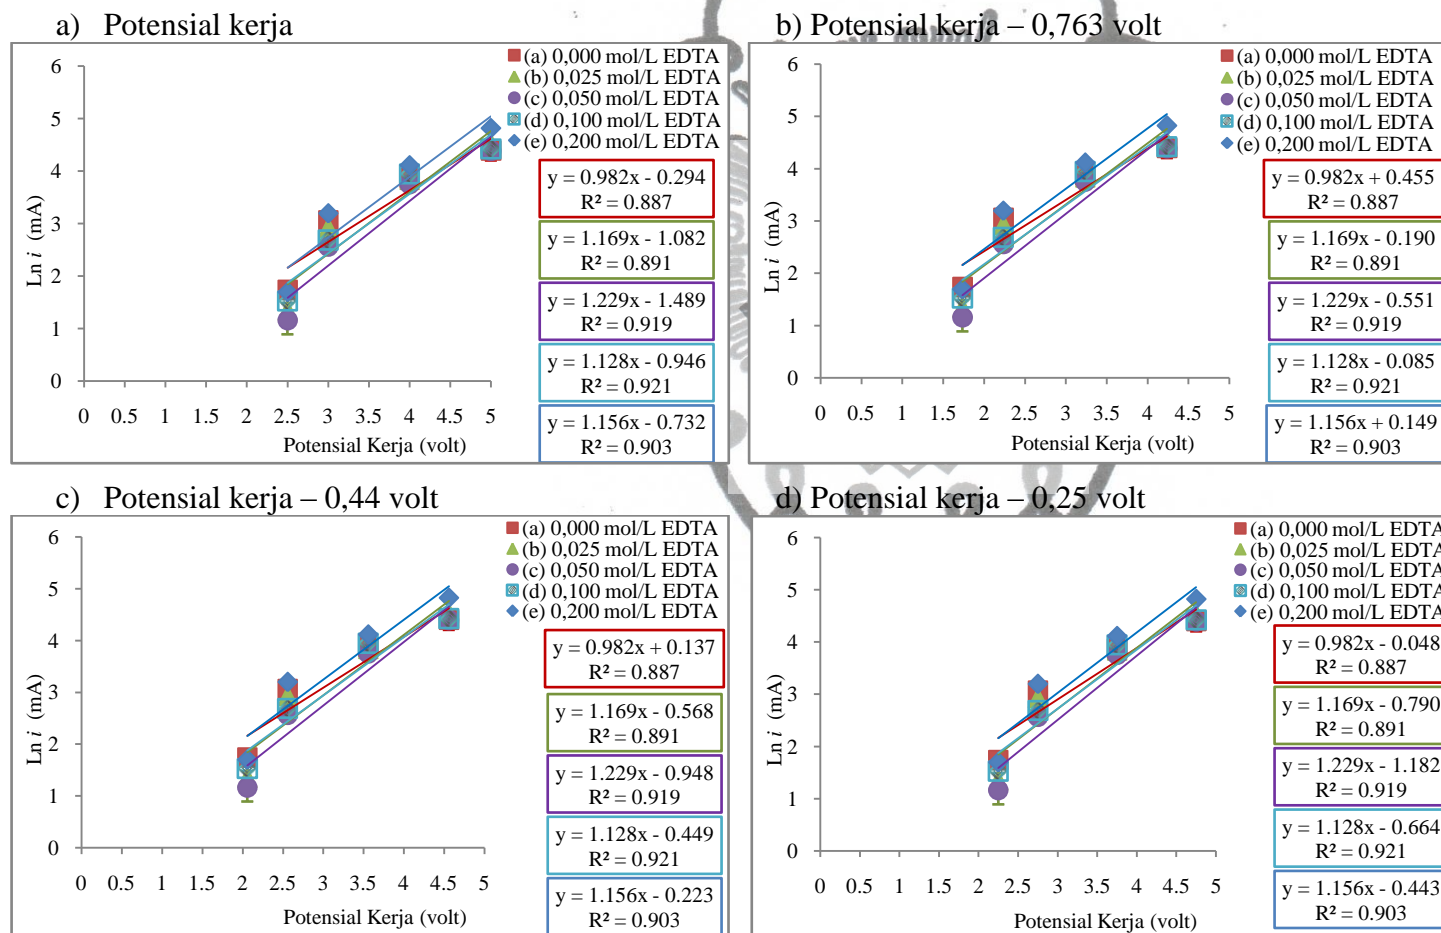 a) Potensial kerja
6
5
4
3
2
1
0
0 0.5 1 1.5 2 2.5 3 3.5 4 4.5 5
Ln i (mA)
Potensial Kerja (volt)
(a) 0,000 mol/L EDTA
(b) 0,025 mol/L EDTA
(c) 0,050 mol/L EDTA
(d) 0,100 mol/L EDTA
(e) 0,200 mol/L EDTA
y = 0.982x - 0.294
R² = 0.887
y = 1.169x - 1.082
R² = 0.891
y = 1.229x - 1.489
R² = 0.919
y = 1.128x - 0.946
R² = 0.921
y = 1.156x - 0.732
R² = 0.903
b) Potensial kerja – 0,763 volt
6
5
4
3
2
1
0
0 0.5 1 1.5 2 2.5 3 3.5 4 4.5 5
Ln i (mA)
Potensial Kerja (volt)
(a) 0,000 mol/L EDTA
(b) 0,025 mol/L EDTA
(c) 0,050 mol/L EDTA
(d) 0,100 mol/L EDTA
(e) 0,200 mol/L EDTA
y = 0.982x + 0.455
R² = 0.887
y = 1.169x - 0.190
R² = 0.891
y = 1.229x - 0.551
R² = 0.919
y = 1.128x - 0.085
R² = 0.921
y = 1.156x + 0.149
R² = 0.903
c) Potensial kerja – 0,44 volt
6
5
4
3
2
1
0
0 0.5 1 1.5 2 2.5 3 3.5 4 4.5 5
Ln i (mA)
Potensial Kerja (volt)
(a) 0,000 mol/L EDTA
(b) 0,025 mol/L EDTA
(c) 0,050 mol/L EDTA
(d) 0,100 mol/L EDTA
(e) 0,200 mol/L EDTA
y = 0.982x + 0.137
R² = 0.887
y = 1.169x - 0.568
R² = 0.891
y = 1.229x - 0.948
R² = 0.919
y = 1.128x - 0.449
R² = 0.921
y = 1.156x - 0.223
R² = 0.903
d) Potensial kerja – 0,25 volt
6
5
4
3
2
1
0
0 0.5 1 1.5 2 2.5 3 3.5 4 4.5 5
Ln i (mA)
Potensial Kerja (volt)
(a) 0,000 mol/L EDTA
(b) 0,025 mol/L EDTA
(c) 0,050 mol/L EDTA
(d) 0,100 mol/L EDTA
(e) 0,200 mol/L EDTA
y = 0.982x - 0.048
R² = 0.887
y = 1.169x - 0.790
R² = 0.891
y = 1.229x - 1.182
R² = 0.919
y = 1.128x - 0.664
R² = 0.921
y = 1.156x - 0.443
R² = 0.903